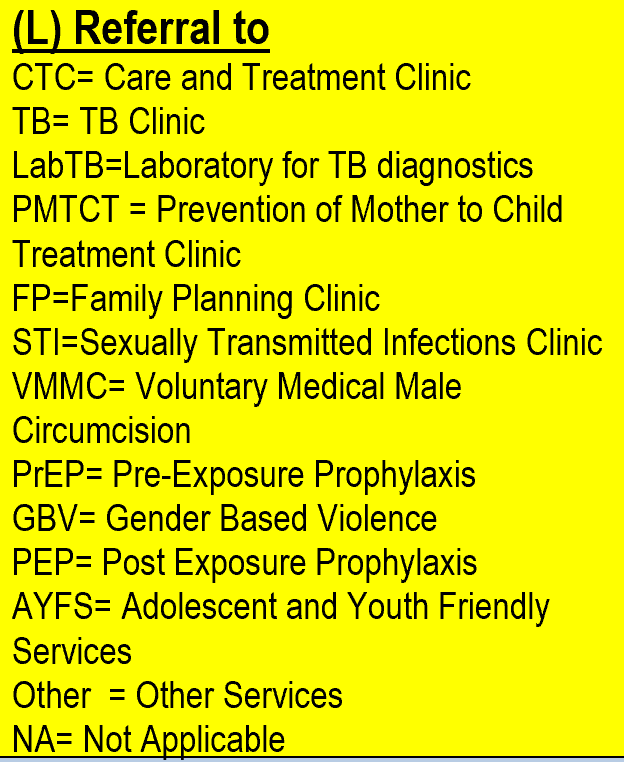 (L) Referral to
CTC= Care and Treatment Clinic
TB= TB Clinic
LabTB=Laboratory for TB diagnostics
PMTCT = Prevention of Mother to Child
Treatment Clinic
FP=Family Planning Clinic
STI=Sexually Transmitted Infections Clinic
VMMC= Voluntary Medical Male
Circumcision
PrEP= Pre-Exposure Prophylaxis
GBV= Gender Based Violence
PEP= Post Exposure Prophylaxis
AYFS= Adolescent and Youth Friendly
Services
Other  = Other Services
NA= Not Applicable